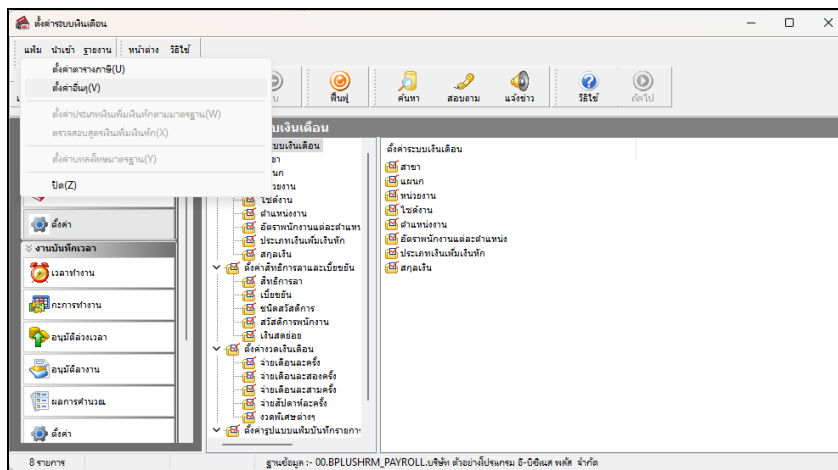 ตั้งค่าระบบเงินเดือน
แฟ้ม นำเข้า รายงาน หน้าต่าง วิธีใช้
ตั้งค่าตารางภาษี(U)
ตั้งค่าอื่นๆ(V)
ตั้งค่าประเภทเงินเพิ่มเงินหักตามมาตรฐาน(W)
ตรวจสอบสูตรเงินเพิ่มเงินหัก(X)
ตั้งค่าบทลงโทษมาตรฐาน(Y)
ปิด(Z)
ฟื้นฟู ค้นหา สอบถาม แจ้งข่าว วิธีใช้ ถัดไป
ตั้งค่า
งานบันทึกเวลา
เวลาทำงาน
กะการทำงาน
อนุมัติล่วงเวลา
อนุมัติลางาน
ผลการคำนวณ
ตั้งค่า
ไซด์งาน
ตำแหน่งงาน
อัตราพนักงานแต่ละตำแหน
ประเภทเงินเพิ่มเงินหัก
สกุลเงิน
ตั้งค่าสิทธิการลาและเบี้ยขยัน
สิทธิการลา
เบี้ยขยัน
ชนิดสวัสดิการ
สวัสดิการพนักงาน
เงินสดย่อย
ตั้งค่างวดเงินเดือน
จ่ายเดือนละครั้ง
จ่ายเดือนละสองครั้ง
จ่ายเดือนละสามครั้ง
จ่ายสัปดาห์ละครั้ง
งวดพิเศษต่างๆ
ตั้งค่ารูปแบบแฟ้มบันทึกรายกา
ตั้งค่าระบบเงินเดือน
สาขา
แผนก
หน่วยงาน
ไซด์งาน
ตำแหน่งงาน
อัตราพนักงานแต่ละตำแหน่ง
ประเภทเงินเพิ่มเงินหัก
สกุลเงิน
8 รายการ
ฐานข้อมูล :- 00.BPLUSHRM_PAYROLL.บริษัท ตัวอย่างโปรแกรม อี-บิซิเนส พลัส จำกัด